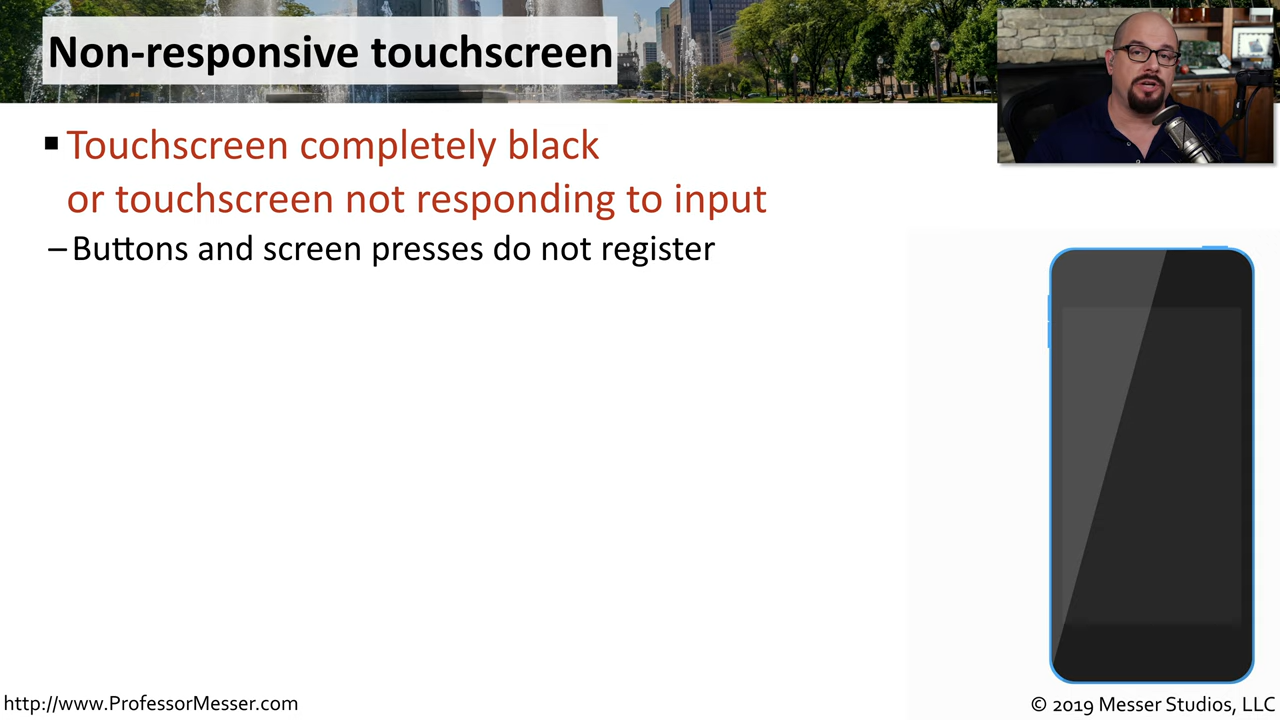 Non-responsive touchscreen
▪ Touchscreen completely black
or touchscreen not responding to input
– Buttons and screen presses do not register
http://www.ProfessorMesser.com
© 2019 Messer Studios, LLC